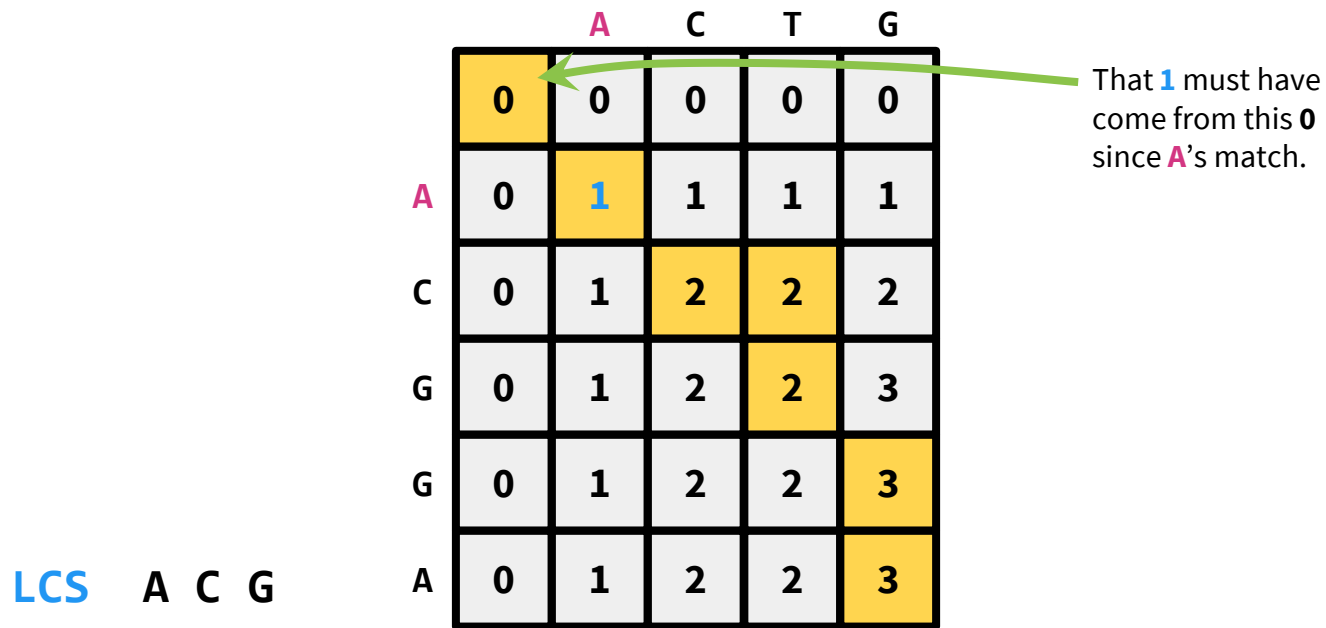 A C T G
0 0 0 0 0
That 1 must have
come from this 0
since A's match.
A 0 1 1 1 1
C 0 1 2 2 2
G 0 1 2 2 3
G 0 1 2 2 3
A 0 1 2 2 3
LCS A C G